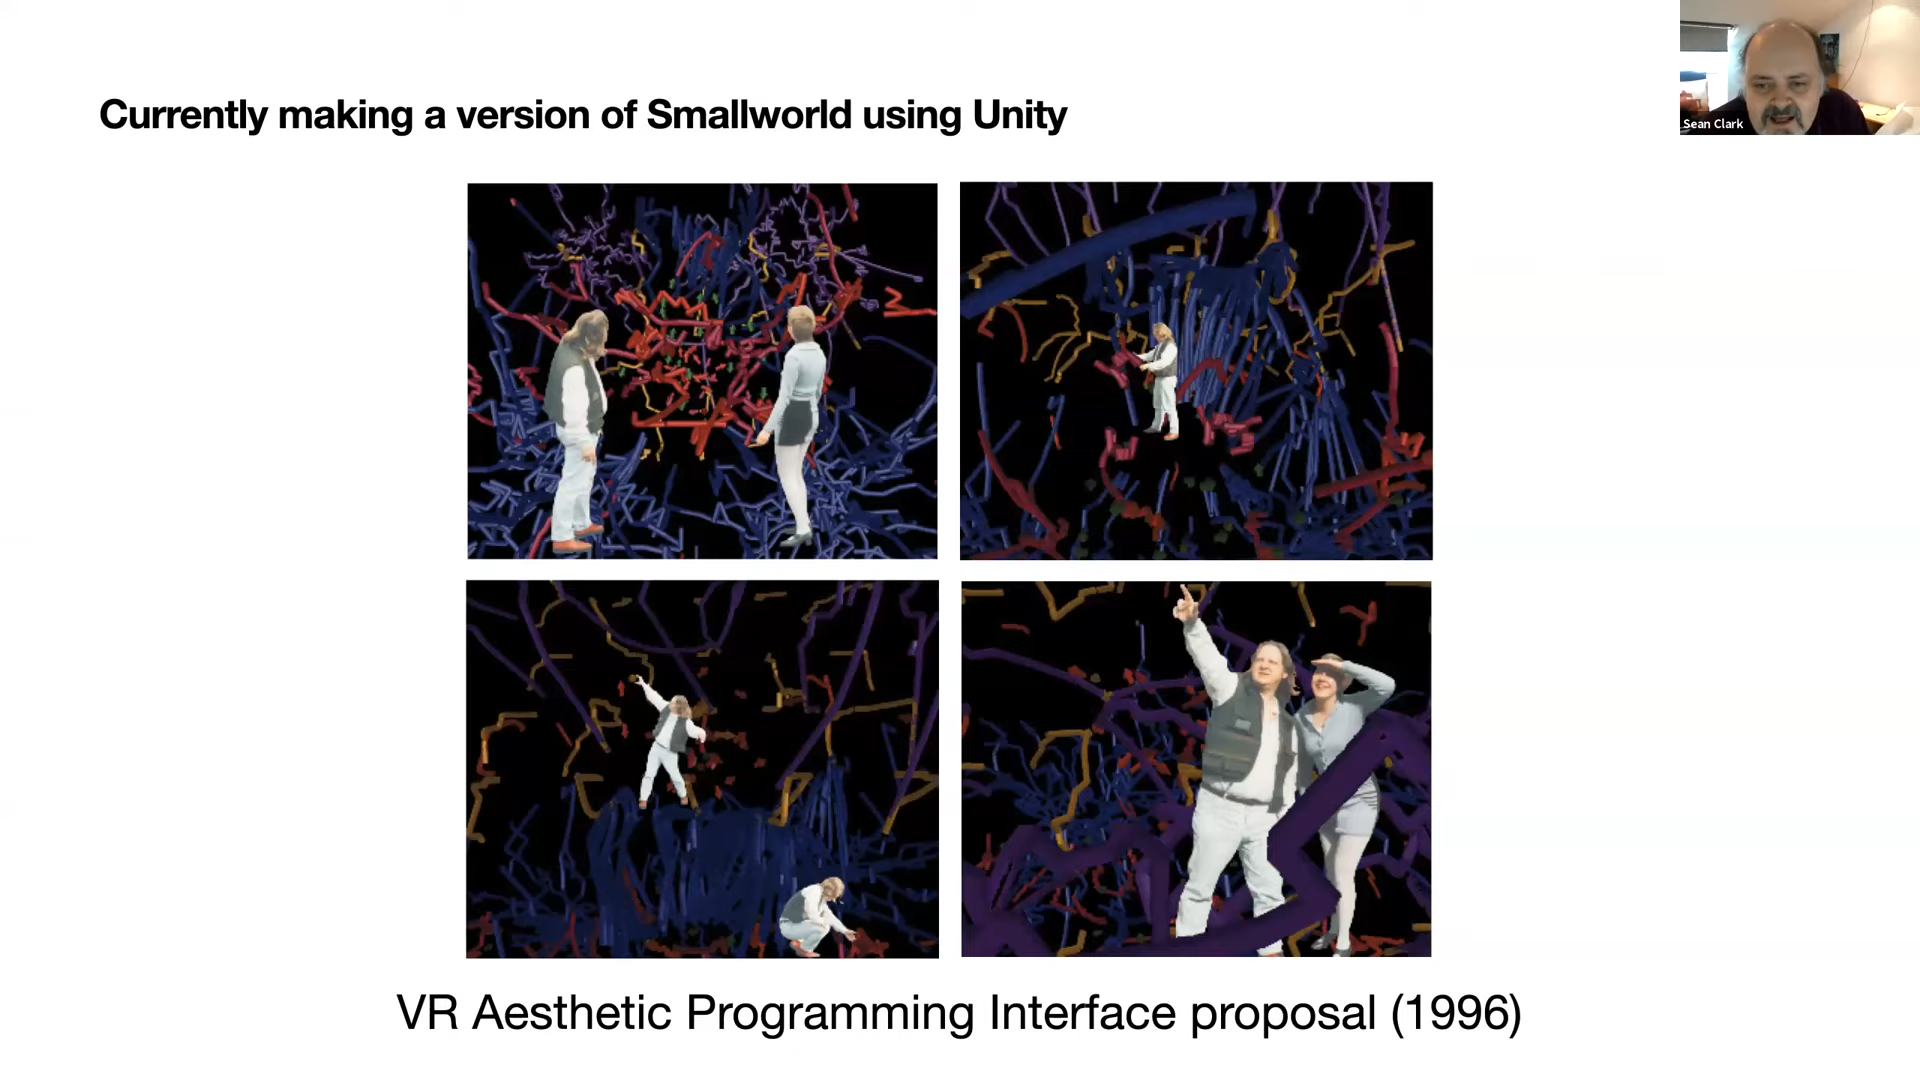 Currently making a version of Smallworld using Unity
Sean Clark
VR Aesthetic Programming Interface proposal (1996)